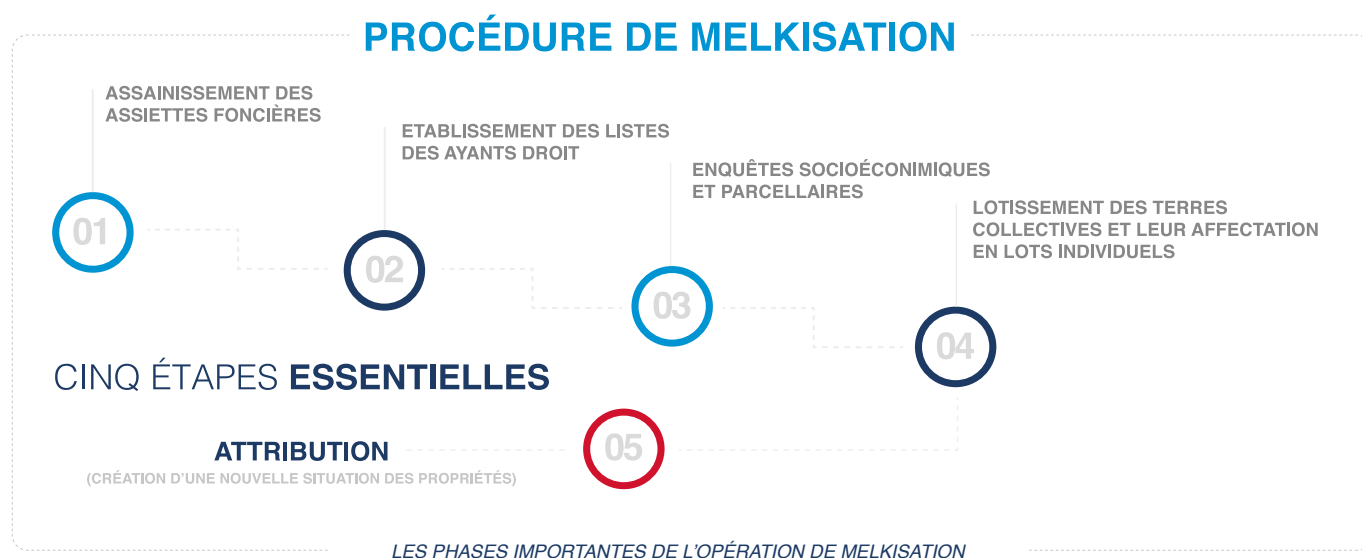 PROCÉDURE DE MELKISATION
ASSAINISSEMENT DES
ASSIETTES FONCIÈRES
01
ETABLISSEMENT DES LISTES
DES AYANTS DROIT
02
ENQUÊTES SOCIOÉCONIMIQUES
ET PARCELLAIRES
03
LOTISSEMENT DES TERRES
COLLECTIVES ET LEUR AFFECTATION
EN LOTS INDIVIDUELS
04
CINQ ÉTAPES ESSENTIELLES
ATTRIBUTION
(CRÉATION D'UNE NOUVELLE SITUATION DES PROPRIÉTÉS)
05
LES PHASES IMPORTANTES DE L'OPÉRATION DE MELKISATION